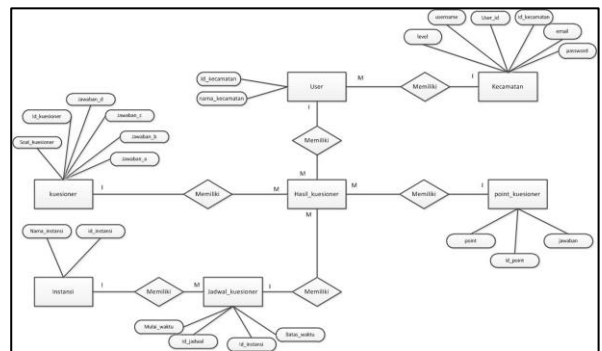 username
User_id
id_kecamatan
level
email
password
id_kecamatan
nama_kecamatan
User
M
Memiliki
I
Kecamatan
I
Memiliki
M
Jawaban_d
Id_kuesioner
Jawaban_c
Soal_kuesioner
Jawaban_b
Jawaban_a
kuesioner
I
Memiliki
M
Hasil_kuesioner
M
Memiliki
I
point_kuesioner
point
jawaban
id_point
M
Nama_instansi
id_instansi
instansi
I
Memiliki
M
Jadwal_kuesioner
I
Memiliki
Mulai_waktu
Batas_waktu
id_jadwal
Id_instansi